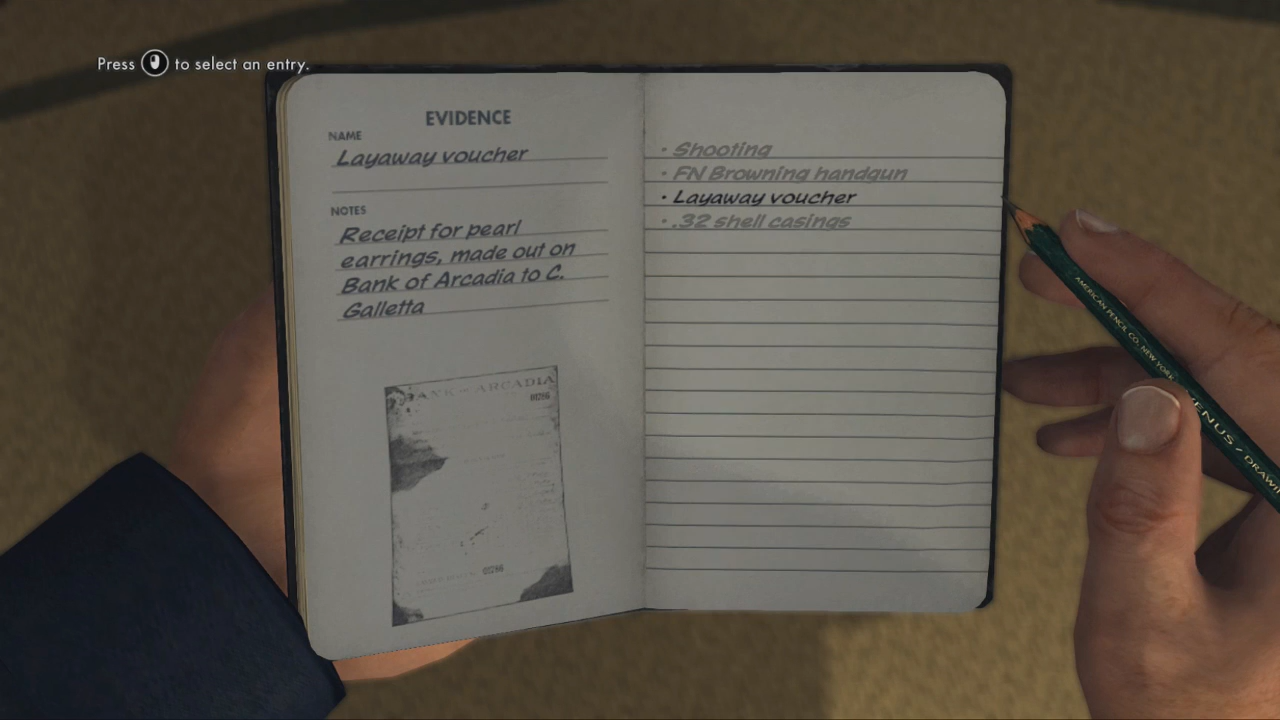 Press to select an entry.
EVIDENCE
NAME
Layaway voucher
NOTES
Receipt for pearl
earrings, made out on
Bank of Arcadia to C.
Galletta
BANK OF ARCADIA
01766
01766
• Shooting
• FN Browning handgun
• Layaway voucher
• .32 shell casings
AMERICAN PENCIL CO. NEW YORK
VENUS / DRAWI